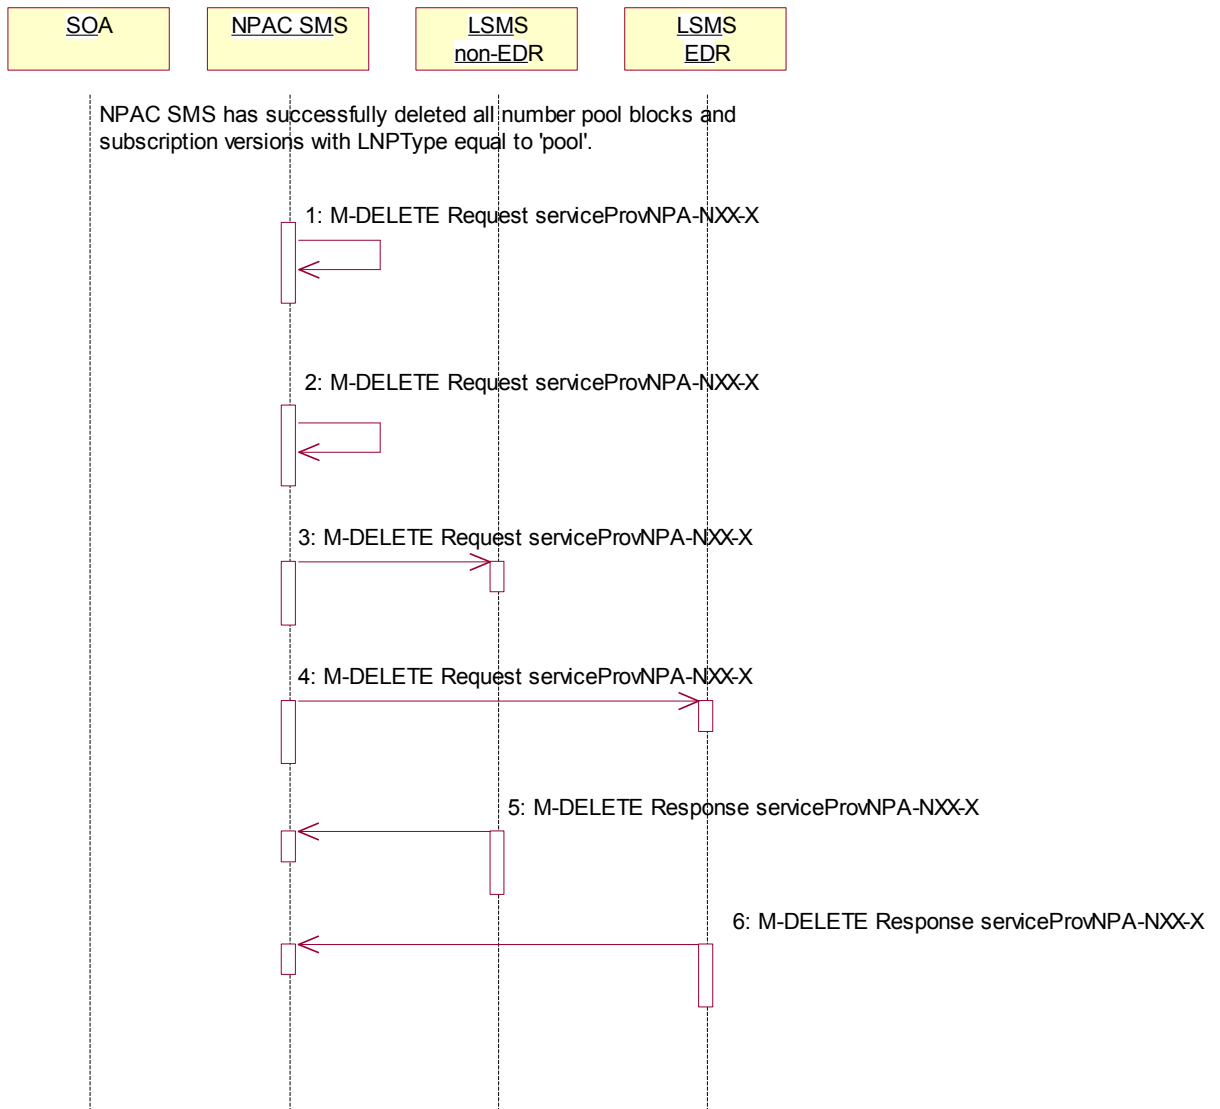 SOA
NPAC SMS
LSMS
non-EDR
LSMS
EDR
NPAC SMS has successfully deleted all number pool blocks and
subscription versions with LNPType equal to 'pool'.
1: M-DELETE Request serviceProvNPA-NXX-X
2: M-DELETE Request serviceProvNPA-NXX-X
3: M-DELETE Request serviceProvNPA-NXX-X
4: M-DELETE Request serviceProvNPA-NXX-X
5: M-DELETE Response serviceProvNPA-NXX-X
6: M-DELETE Response serviceProvNPA-NXX-X